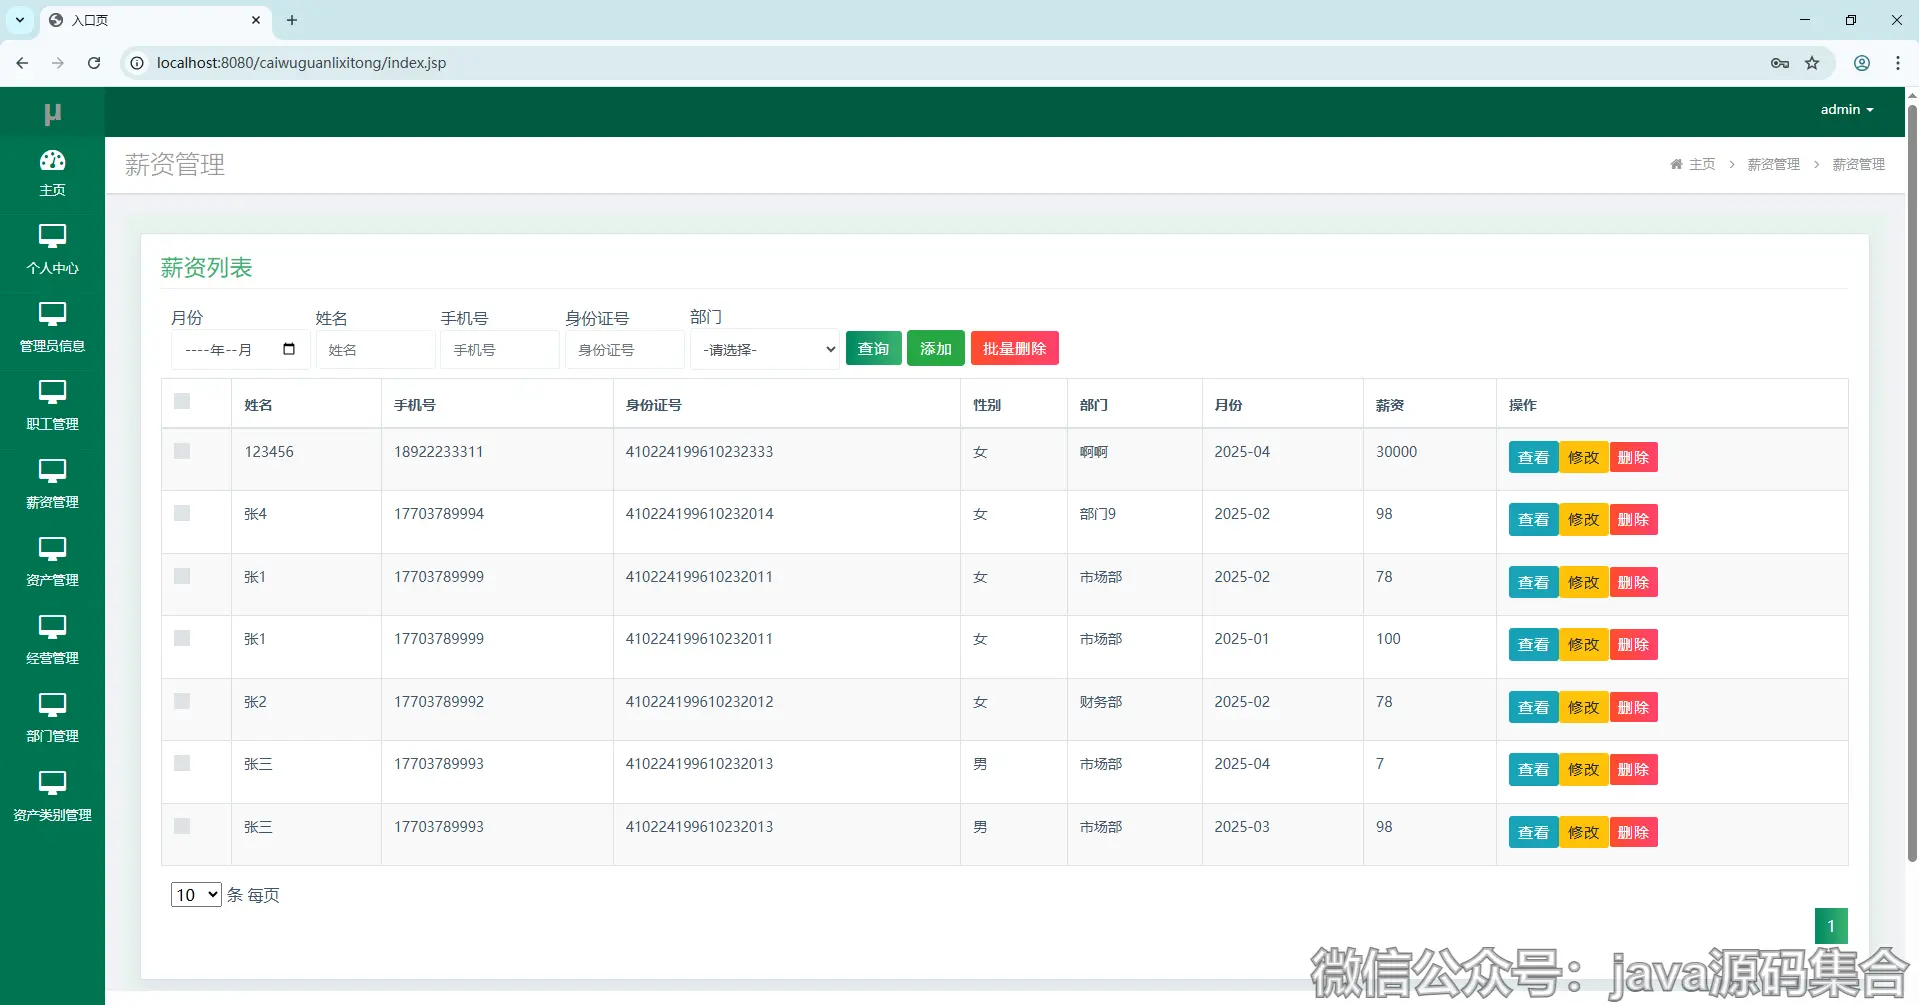 入口页
localhost:8080/caiwuguanlixitong/index.jsp
μ
admin
主页
个人中心
管理员信息
职工管理
薪资管理
资产管理
经营管理
部门管理
资产类别管理
薪资管理
主页 > 薪资管理 > 薪资管理
薪资列表
月份 姓名 手机号 身份证号 部门
----年--月 姓名 手机号 身份证号 -请选择- 查询 添加 批量删除
姓名 手机号 身份证号 性别 部门 月份 薪资 操作
123456 18922233311 410224199610232333 女 啊啊 2025-04 30000 查看 修改 删除
张4 17703789994 410224199610232014 女 部门9 2025-02 98 查看 修改 删除
张1 17703789999 410224199610232011 女 市场部 2025-02 78 查看 修改 删除
张1 17703789999 410224199610232011 女 市场部 2025-01 100 查看 修改 删除
张2 17703789992 410224199610232012 女 财务部 2025-02 78 查看 修改 删除
张三 17703789993 410224199610232013 男 市场部 2025-04 7 查看 修改 删除
张三 17703789993 410224199610232013 男 市场部 2025-03 98 查看 修改 删除
10 条 每页
1
微信公众号：java源码集合